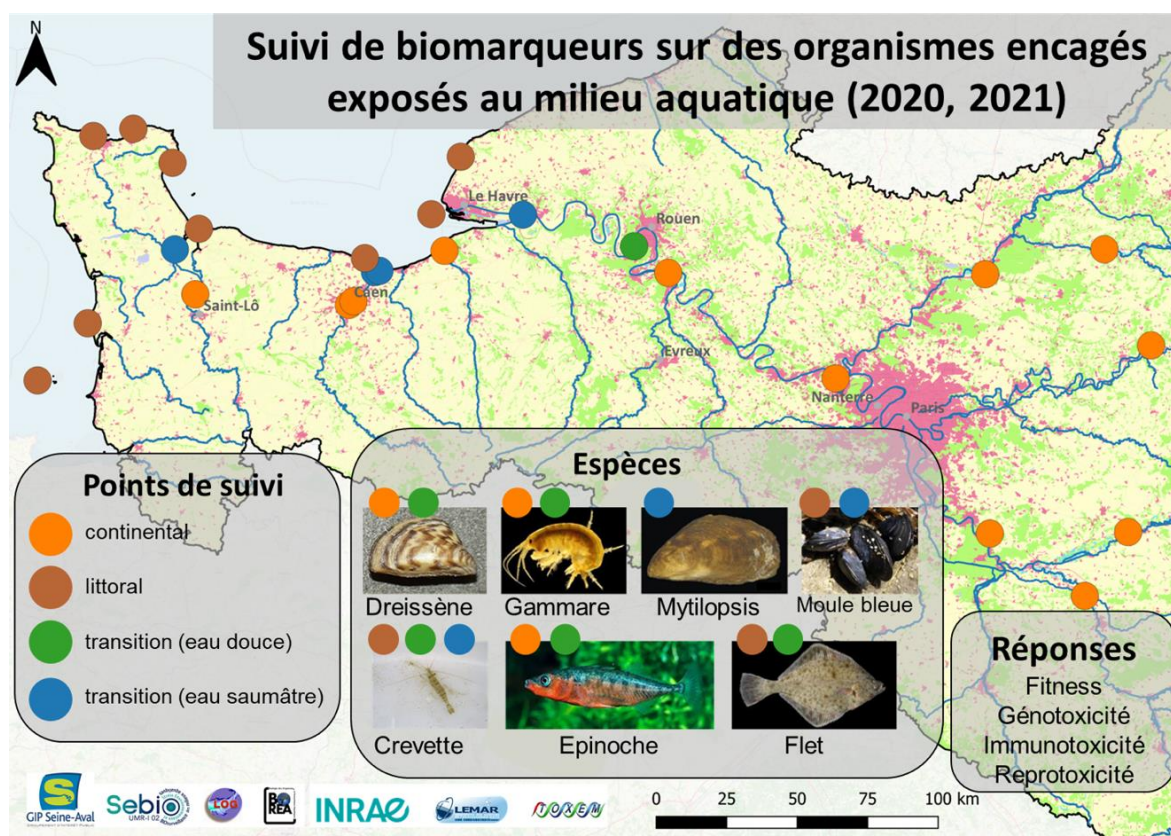 Suivi de biomarqueurs sur des organismes encagés
exposés au milieu aquatique (2020, 2021)
N
Le Havre
Rouen
Caen
Saint-Lô
Evreux
Nanterre
Paris
Points de suivi
continental
littoral
transition (eau douce)
transition (eau saumâtre)
Espèces
Dreissène
Gammare
Mytilopsis
Moule bleue
Crevette
Epinoche
Flet
Réponses
Fitness
Génotoxicité
Immunotoxicité
Reprotoxicité
GIP Seine-Aval
Sebio
UMR-I 02
LOG
BOREA
INRAE
LEMAR
TOXEM
0 25 50 75 100 km